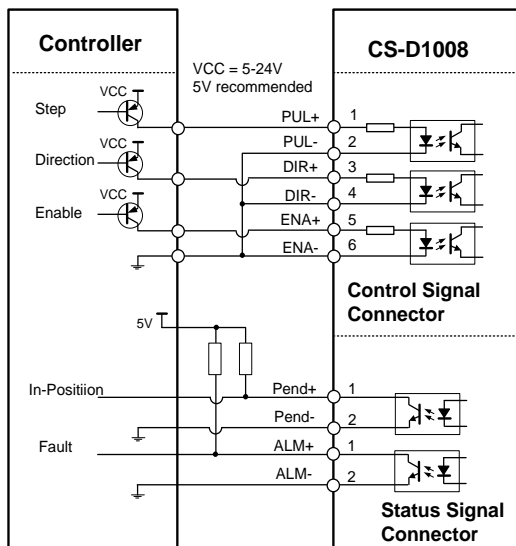 Controller
VCC = 5-24V
5V recommended
CS-D1008
VCC
Step
PUL+ 1
PUL- 2
VCC
Direction
DIR+ 3
DIR- 4
VCC
Enable
ENA+ 5
ENA- 6
Control Signal
Connector
5V
In-Positiion
Pend+ 1
Pend- 2
Fault
ALM+ 1
ALM- 2
Status Signal
Connector